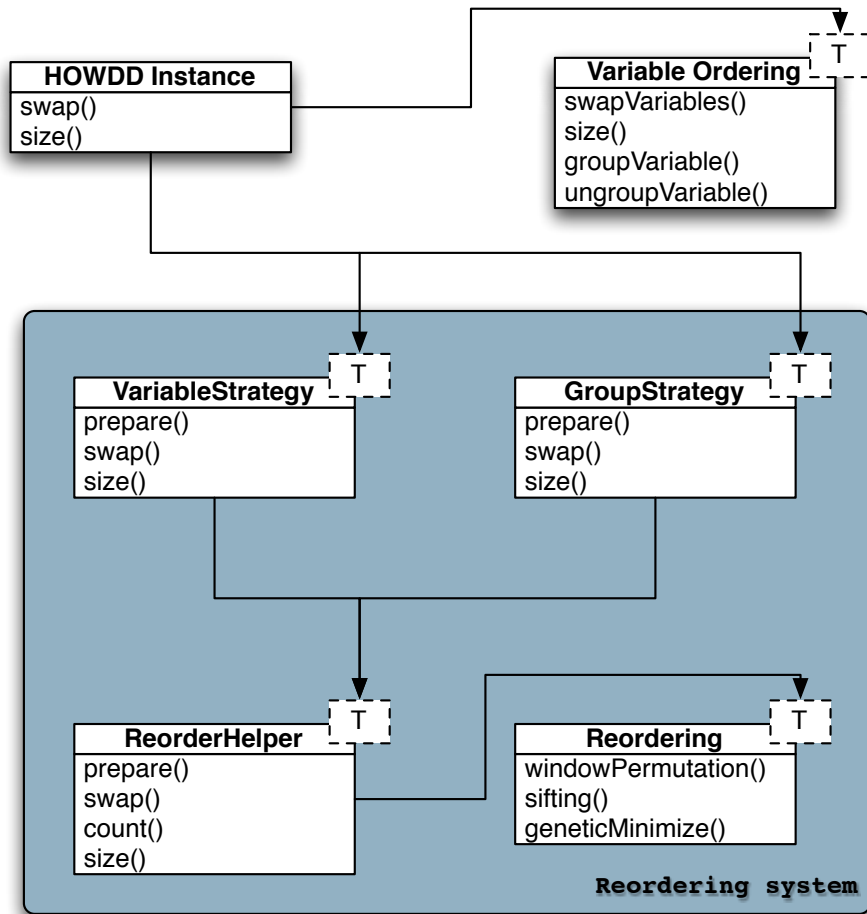 T
HOWDD Instance
swap()
size()
Variable Ordering
swapVariables()
size()
groupVariable()
ungroupVariable()
T
VariableStrategy
prepare()
swap()
size()
T
GroupStrategy
prepare()
swap()
size()
T
ReorderHelper
prepare()
swap()
count()
size()
T
Reordering
windowPermutation()
sifting()
geneticMinimize()
Reordering system